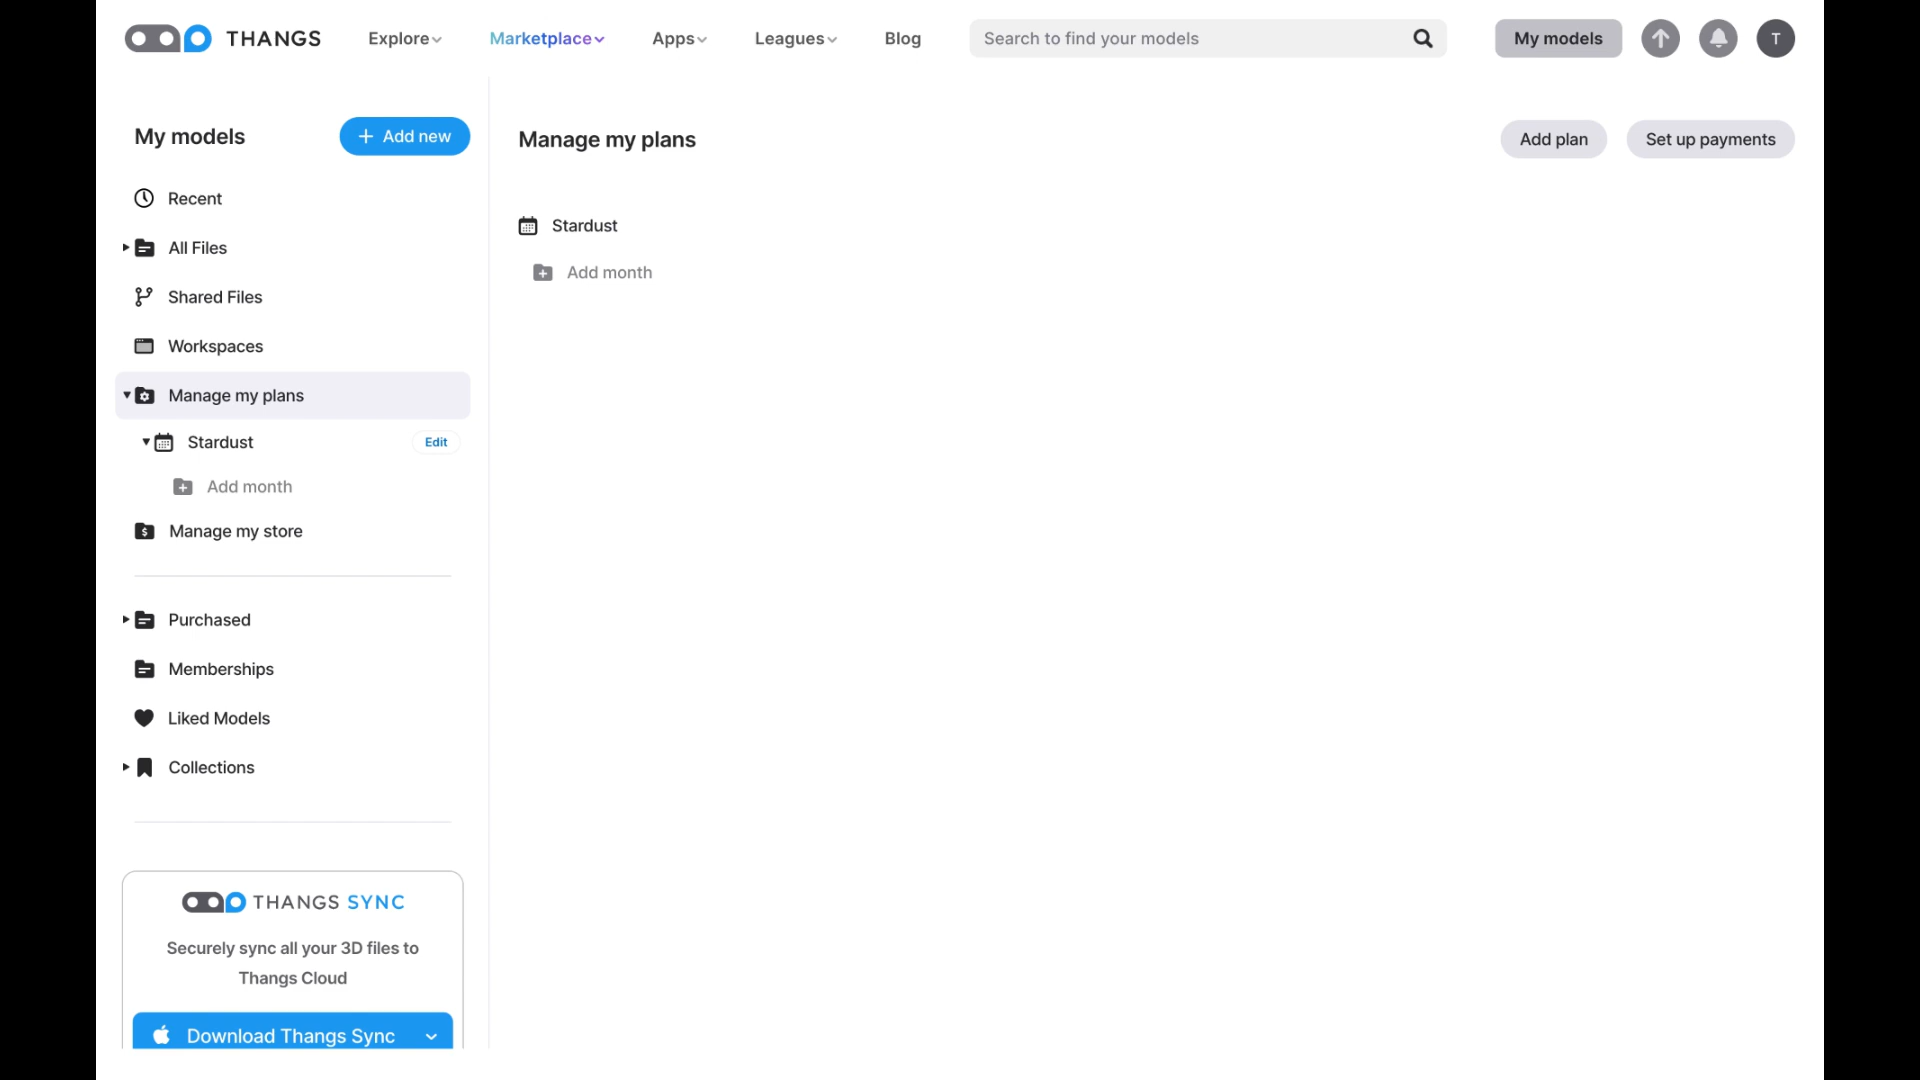 THANGS
Explore
Marketplace
Apps
Leagues
Blog
Search to find your models
My models
T
My models
Add new
Recent
All Files
Shared Files
Workspaces
Manage my plans
Stardust
Edit
Add month
Manage my store
Purchased
Memberships
Liked Models
Collections
THANGS SYNC
Securely sync all your 3D files to
Thangs Cloud
Download Thangs Sync
Manage my plans
Add plan
Set up payments
Stardust
Add month